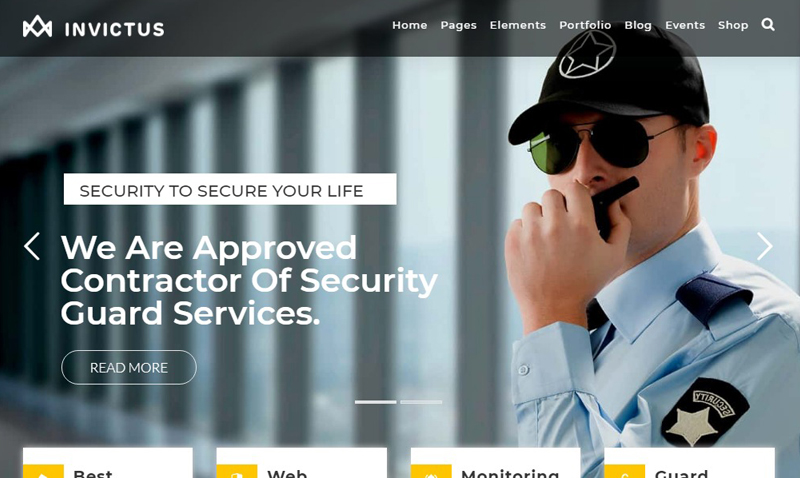 INVICTUS
Home Pages Elements Portfolio Blog Events Shop
SECURITY TO SECURE YOUR LIFE
We Are Approved
Contractor Of Security
Guard Services.
READ MORE
SECURITY
Best Web Monitoring Guard